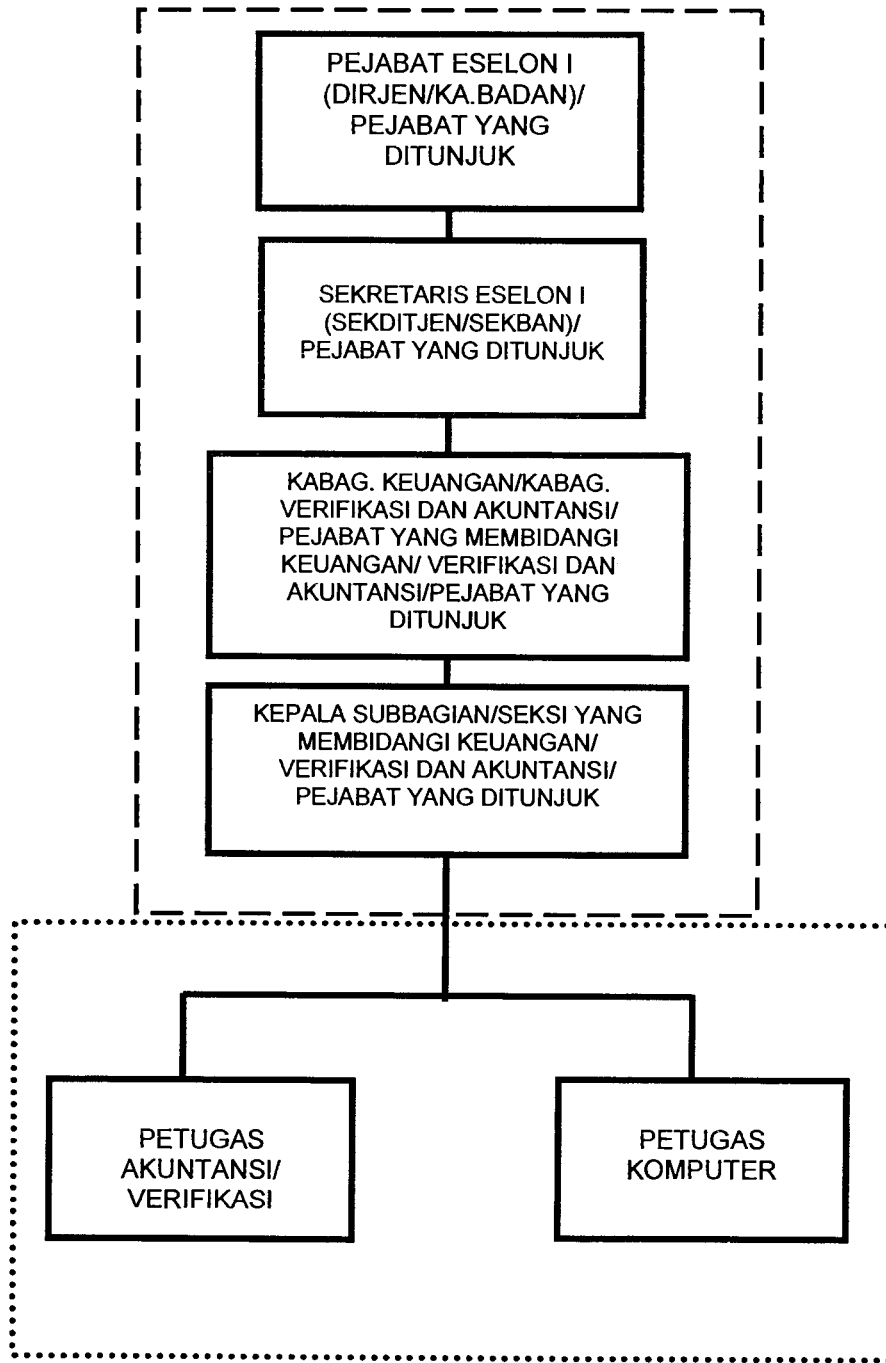 PEJABAT ESELON I
(DIRJEN/KA.BADAN)/
PEJABAT YANG
DITUNJUK
SEKRETARIS ESELON I
(SEKDITJEN/SEKBAN)/
PEJABAT YANG DITUNJUK
KABAG. KEUANGAN/KABAG.
VERIFIKASI DAN AKUNTANSI/
PEJABAT YANG MEMBIDANGI
KEUANGAN/ VERIFIKASI DAN
AKUNTANSI/PEJABAT YANG
DITUNJUK
KEPALA SUBBAGIAN/SEKSI YANG
MEMBIDANGI KEUANGAN/
VERIFIKASI DAN AKUNTANSI/
PEJABAT YANG DITUNJUK
PETUGAS
AKUNTANSI/
VERIFIKASI
PETUGAS
KOMPUTER